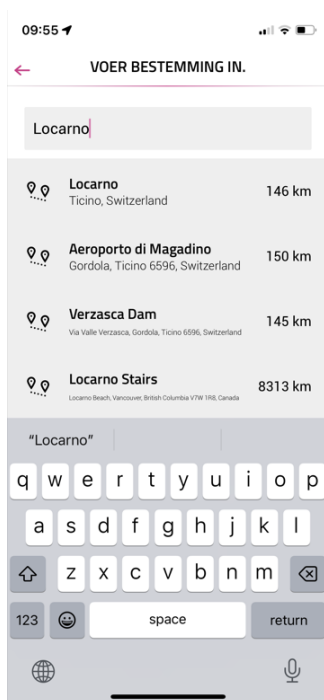 09:55
VOER BESTEMMING IN.
Locarno
Locarno
Ticino, Switzerland
146 km
Aeroporto di Magadino
Gordola, Ticino 6596, Switzerland
150 km
Verzasca Dam
Via Valle Verzasca, Gordola, Ticino 6596, Switzerland
145 km
Locarno Stairs
Locarno Beach, Vancouver, British Columbia V7W 1R8, Canada
8313 km
“Locarno”
q w e r t y u i o p
a s d f g h j k l
z x c v b n m
123 space return